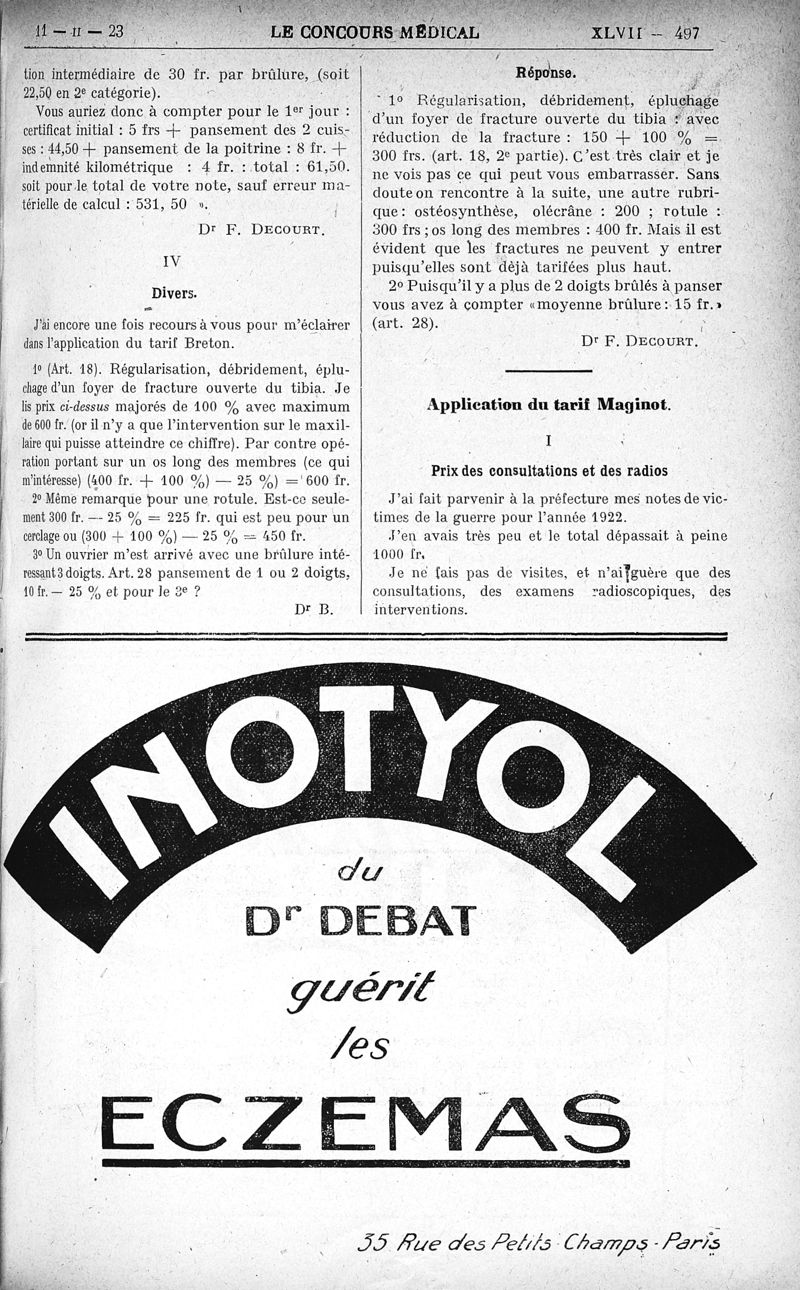 11 — II — 23
LE CONCOURS MÉDICAL
XLVII — 497
tion intermédiaire de 30 fr. par brûlure, (soit
22,50 en 2e catégorie).
Vous auriez donc à compter pour le 1er jour :
certificat initial : 5 frs + pansement des 2 cuis-
ses : 44,50 + pansement de la poitrine : 8 fr. +
indemnité kilométrique : 4 fr. : total : 61,50.
soit pour le total de votre note, sauf erreur ma-
térielle de calcul : 531, 50 ».
Dr F. DECOURT.
IV
Divers.
J'ai encore une fois recours à vous pour m'éclairer
dans l'application du tarif Breton.
1° (Art. 18). Régularisation, débridement, éplu-
chage d'un foyer de fracture ouverte du tibia. Je
lis prix ci-dessus majorés de 100 % avec maximum
de 600 fr. (or il n'y a que l'intervention sur le maxil-
laire qui puisse atteindre ce chiffre). Par contre opé-
ration portant sur un os long des membres (ce qui
m'intéresse) (400 fr. + 100 %) — 25 %) = 600 fr.
2° Même remarque pour une rotule. Est-ce seule-
ment 300 fr. — 25 % = 225 fr. qui est peu pour un
cerclage ou (300 + 100 %) — 25 % = 450 fr.
3° Un ouvrier m'est arrivé avec une brûlure inté-
ressant 3 doigts. Art. 28 pansement de 1 ou 2 doigts,
10 fr. — 25 % et pour le 3e ?
Dr B.
Réponse.
1° Régularisation, débridement, épluchage
d'un foyer de fracture ouverte du tibia : avec
réduction de la fracture : 150 + 100 % =
300 frs. (art. 18, 2e partie). C'est très clair et je
ne vois pas ce qui peut vous embarrasser. Sans
doute on rencontre à la suite, une autre rubri-
que : ostéosynthèse, olécrâne : 200 ; rotule :
300 frs ; os long des membres : 400 fr. Mais il est
évident que les fractures ne peuvent y entrer
puisqu'elles sont dèjà tarifées plus haut.
2° Puisqu'il y a plus de 2 doigts brûlés à panser
vous avez à compter « moyenne brûlure : 15 fr. »
(art. 28).
Dr F. DECOURT.
Application du tarif Maginot.
I
Prix des consultations et des radios
J'ai fait parvenir à la préfecture mes notes de vic-
times de la guerre pour l'année 1922.
J'en avais très peu et le total dépassait à peine
1000 fr.
Je ne fais pas de visites, et n'ai guère que des
consultations, des examens radioscopiques, des
interventions.
INOTYOL
du
Dr DEBAT
guérit
les
ECZEMAS
35 Rue des Petits Champs - Paris